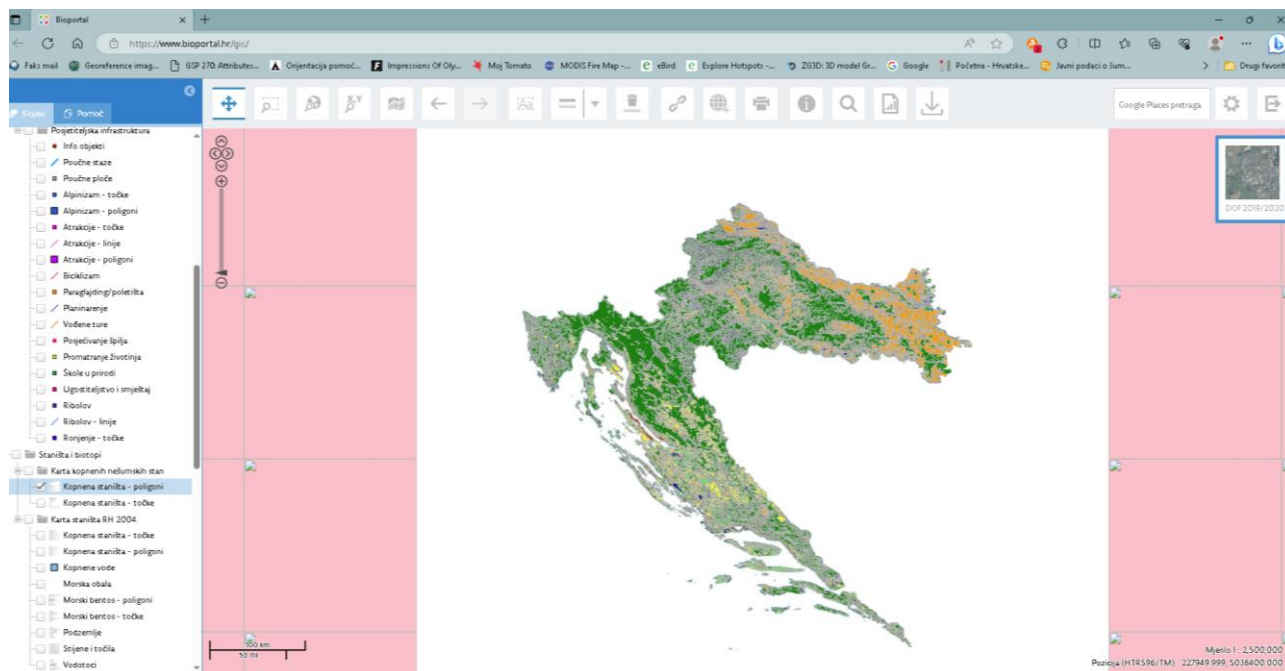 Bioportal
https://www.bioportal.hr/gis/
Faks mail
Georeference imag...
GSP 270: Attributes...
Orijentacija pomoć...
Impressions Of Oly...
Moj Tomato
MODIS Fire Map -...
eBird
Explore Hotspots -...
ZG3D: 3D model Gr...
Google
Početna - Hrvatske...
Javni podaci o šum...
Drugi favorit
Slojevi
Pomoć
Google Places pretraga
Posjetiteljska infrastruktura
Info objekti
Poučne staze
Poučne ploče
Alpinizam - točke
Alpinizam - poligoni
Atrakcije - točke
Atrakcije - linije
Atrakcije - poligoni
Biciklizam
Paraglajding/poletišta
Planinarenje
Vođene ture
Posjećivanje špilja
Promatranje životinja
Škole u prirodi
Ugostiteljstvo i smještaj
Ribolov
Ribolov - linije
Ronjenje - točke
Staništa i biotopi
Karta kopnenih nešumskih stan
Kopnena staništa - poligoni
Kopnena staništa - točke
Karta staništa RH 2004.
Kopnena staništa - točke
Kopnena staništa - poligoni
Kopnene vode
Morska obala
Morski bentos - poligoni
Morski bentos - točke
Podzemlje
Stijene i točila
Vodotoci
X,Y
DOF 2019/2020
100 km
50 mi
Mjerilo 1 : 2,500,000
Pozicija (HTRS96/TM): 227949.999, 5036400.000